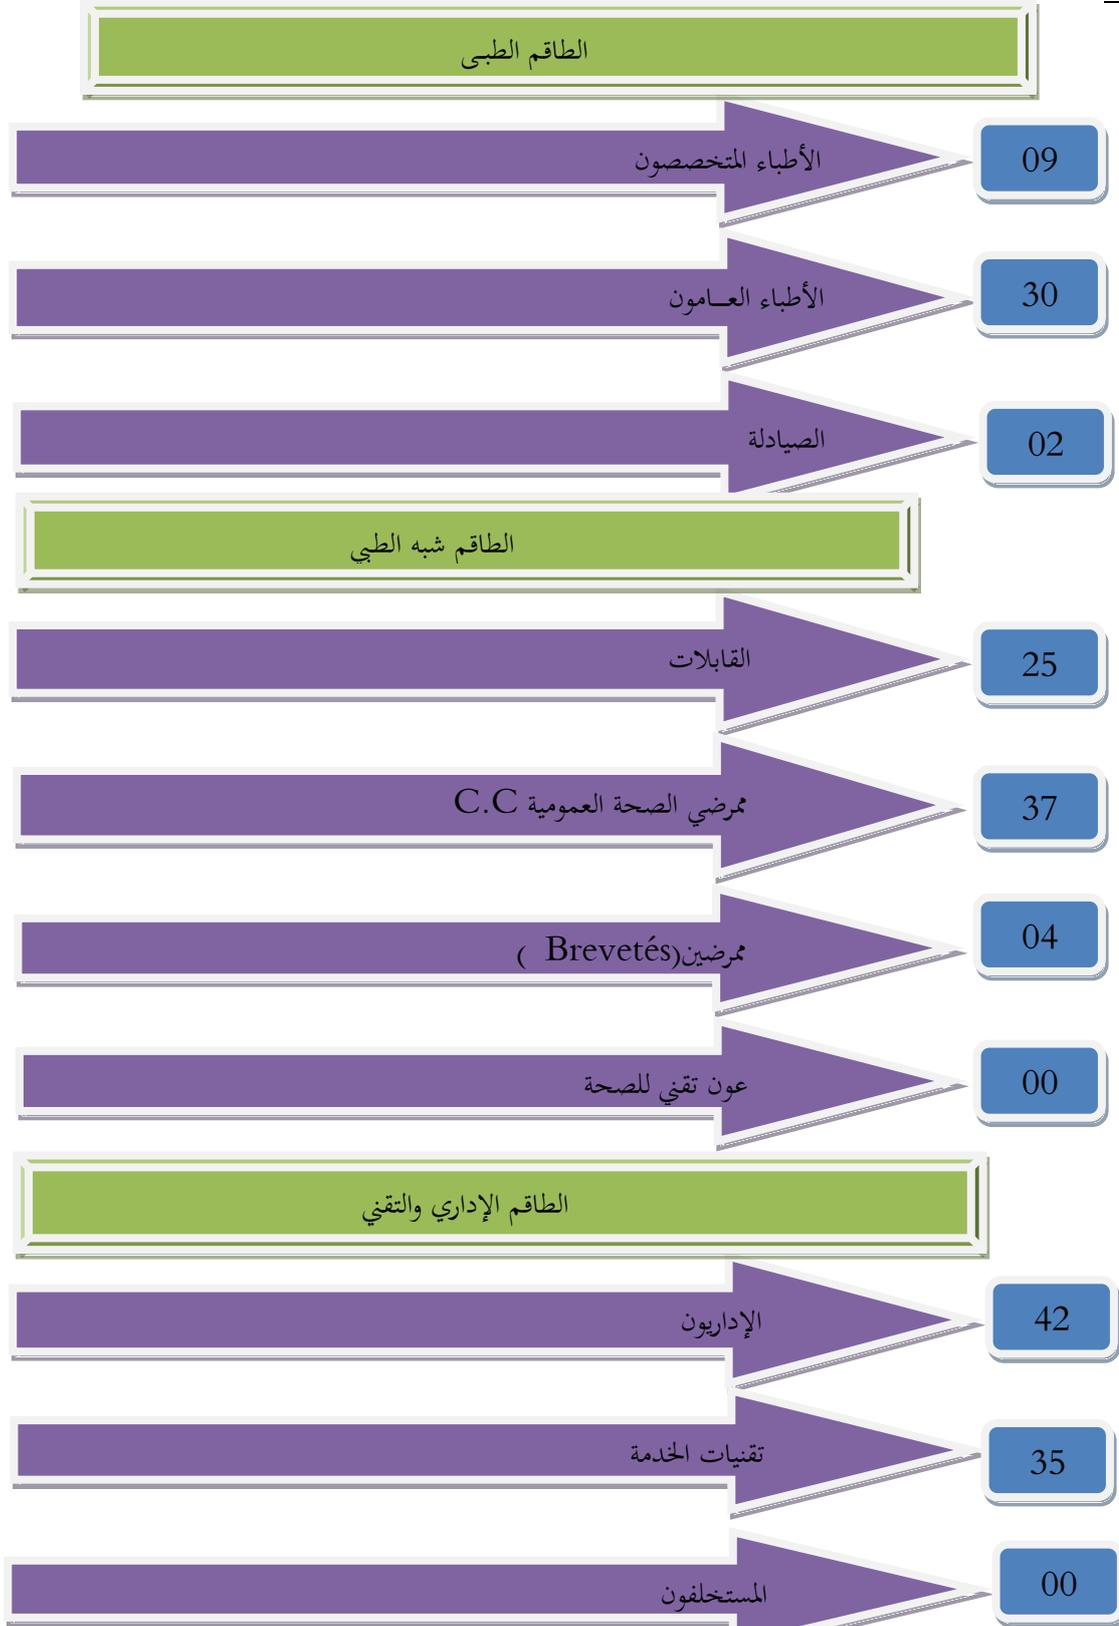 الطاقم الطبـى
الأطباء المتخصصون
09
الأطباء العــامون
30
الصيادلة
02
الطاقم شبه الطبي
القابلات
25
ممرضي الصحة العمومية C.C
37
ممرضين(Brevetés )
04
عون تقني للصحة
00
الطاقم الإداري والتقني
الإداريون
42
تقنيات الخدمة
35
المستخلفون
00